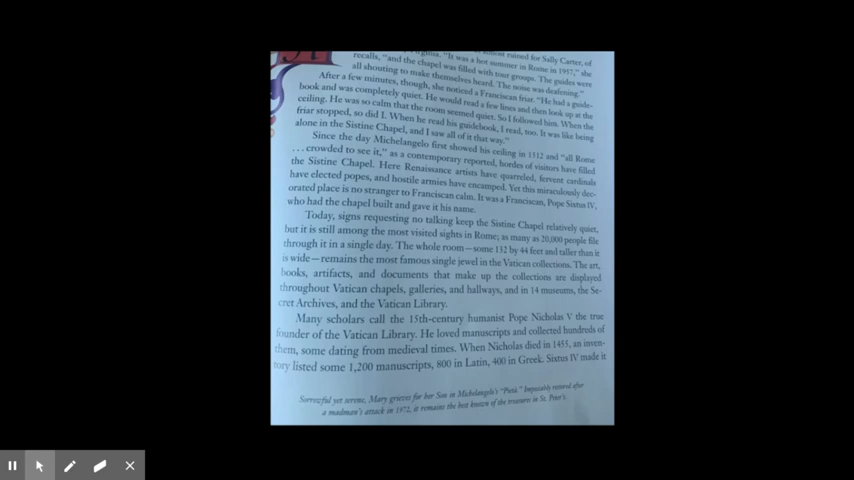 almost ruined for Sally Carter, of
Virginia. "It was a hot summer in Rome in 1957," she
recalls, "and the chapel was filled with tour groups. The guides were
all shouting to make themselves heard. The noise was deafening."
After a few minutes, though, she noticed a Franciscan friar. "He had a guide-
book and was completely quiet. He would read a few lines and then look up at the
ceiling. He was so calm that the room seemed quiet. So I followed him. When the
friar stopped, so did I. When he read his guidebook, I read, too. It was like being
alone in the Sistine Chapel, and I saw all of it that way."
Since the day Michelangelo first showed his ceiling in 1512 and "all Rome
. . . crowded to see it," as a contemporary reported, hordes of visitors have filled
the Sistine Chapel. Here Renaissance artists have quarreled, fervent cardinals
have elected popes, and hostile armies have encamped. Yet this miraculously dec-
orated place is no stranger to Franciscan calm. It was a Franciscan, Pope Sixtus IV,
who had the chapel built and gave it his name.
Today, signs requesting no talking keep the Sistine Chapel relatively quiet,
but it is still among the most visited sights in Rome; as many as 20,000 people file
through it in a single day. The whole room—some 132 by 44 feet and taller than it
is wide—remains the most famous single jewel in the Vatican collections. The art,
books, artifacts, and documents that make up the collections are displayed
throughout Vatican chapels, galleries, and hallways, and in 14 museums, the Se-
cret Archives, and the Vatican Library.
Many scholars call the 15th-century humanist Pope Nicholas V the true
founder of the Vatican Library. He loved manuscripts and collected hundreds of
them, some dating from medieval times. When Nicholas died in 1455, an inven-
tory listed some 1,200 manuscripts, 800 in Latin, 400 in Greek. Sixtus IV made it
Sorrowful yet serene, Mary grieves for her Son in Michelangelo's "Pietà." Impeccably restored after
a madman's attack in 1972, it remains the best known of the treasures in St. Peter's.